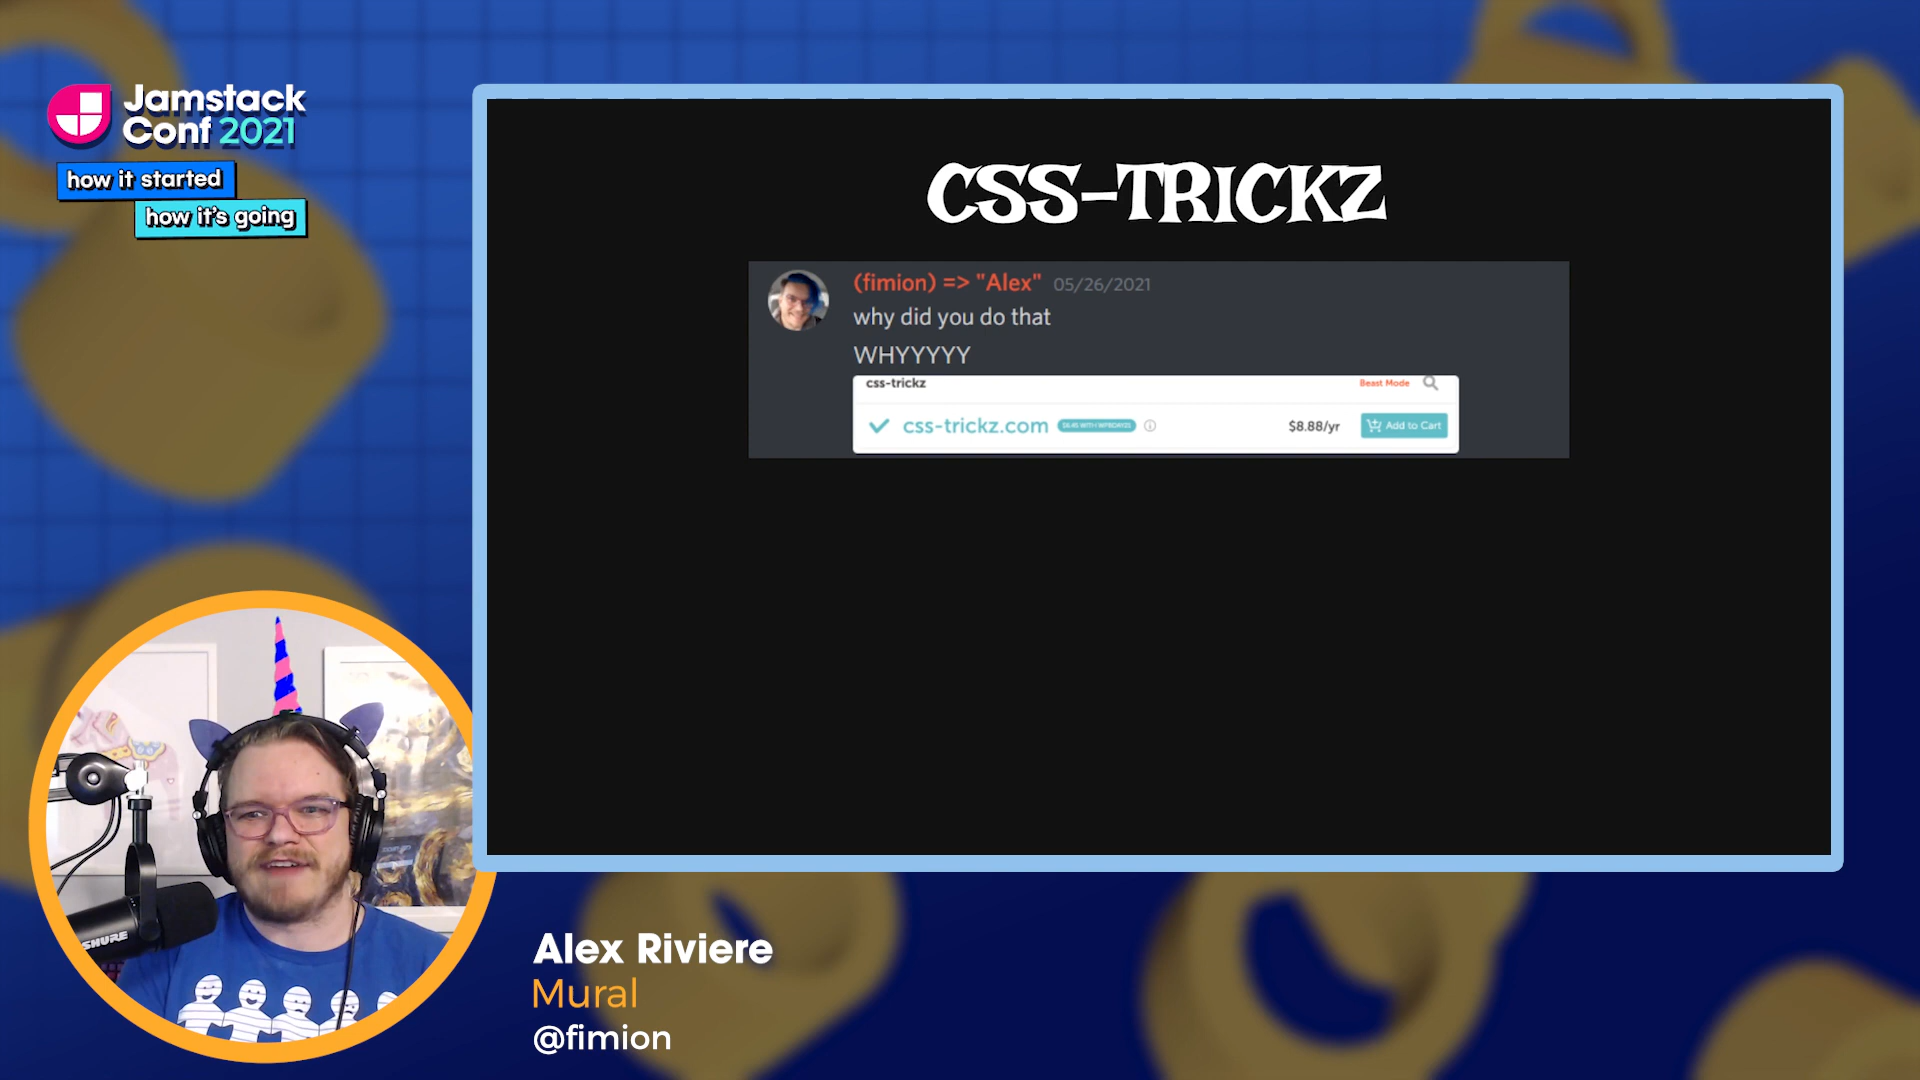 Jamstack
Conf 2021
how it started
how it's going
CSS-TRICKZ
(fimion) => "Alex" 05/26/2021
why did you do that
WHYYYYY
css-trickz Beast Mode
css-trickz.com $8.88/yr Add to Cart
SHURE
Alex Riviere
Mural
@fimion